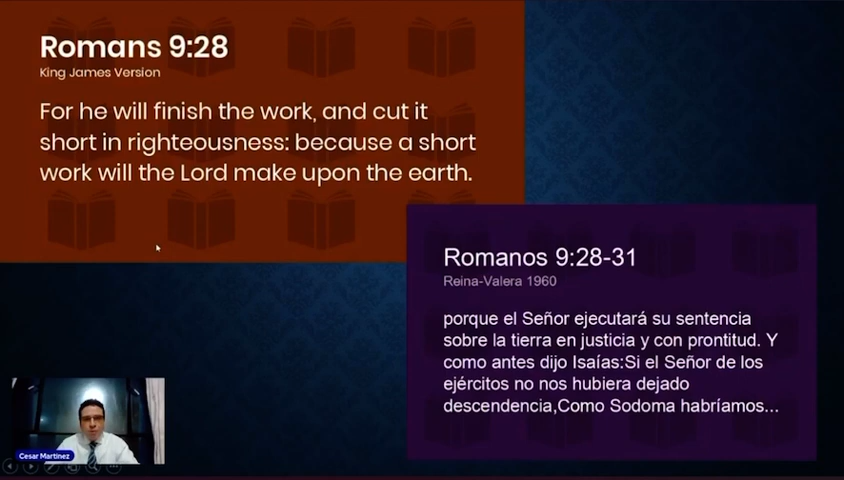 Romans 9:28
King James Version
For he will finish the work, and cut it
short in righteousness: because a short
work will the Lord make upon the earth.
Romanos 9:28-31
Reina-Valera 1960
porque el Señor ejecutará su sentencia
sobre la tierra en justicia y con prontitud. Y
como antes dijo Isaías:Si el Señor de los
ejércitos no nos hubiera dejado
descendencia,Como Sodoma habríamos...
Cesar Martinez